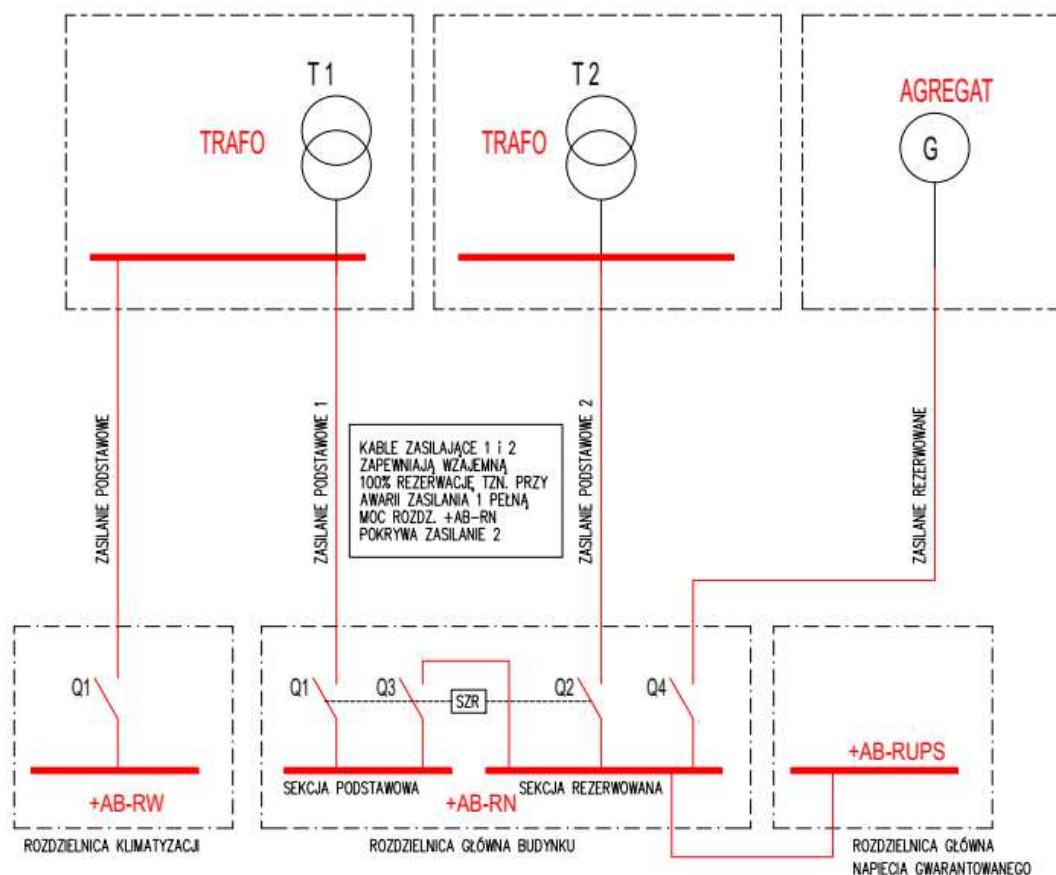 T1
TRAFO
T2
TRAFO
AGREGAT
G
ZASILANIE PODSTAWOWE
ZASILANIE PODSTAWOWE 1
KABLE ZASILAJĄCE 1 i 2
ZAPEWNIAJĄ WZAJEMNĄ
100% REZERWACJĘ TZN. PRZY
AWARII ZASILANIA 1 PEŁNĄ
MOC ROZDZ. +AB-RN
POKRYWA ZASILANIE 2
ZASILANIE PODSTAWOWE 2
ZASILANIE REZERWOWANE
Q1
Q1
Q3
SZR
Q2
Q4
+AB-RW
SEKCJA PODSTAWOWA
+AB-RN
SEKCJA REZERWOWANA
+AB-RUPS
ROZDZIELNICA KLIMATYZACJI
ROZDZIELNICA GŁÓWNA BUDYNKU
ROZDZIELNICA GŁÓWNA
NAPIĘCIA GWARANTOWANEGO